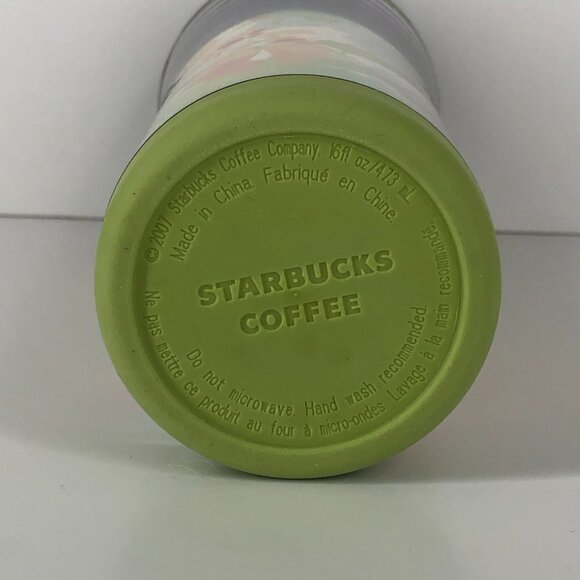 ©2007 Starbucks Coffee Company. 16fl oz/473 mL
Made in China. Fabriqué en Chine.
STARBUCKS
COFFEE
Do not microwave. Hand wash recommended.
Ne pas mettre ce produit au four à micro-ondes. Lavage à la main recommandé.